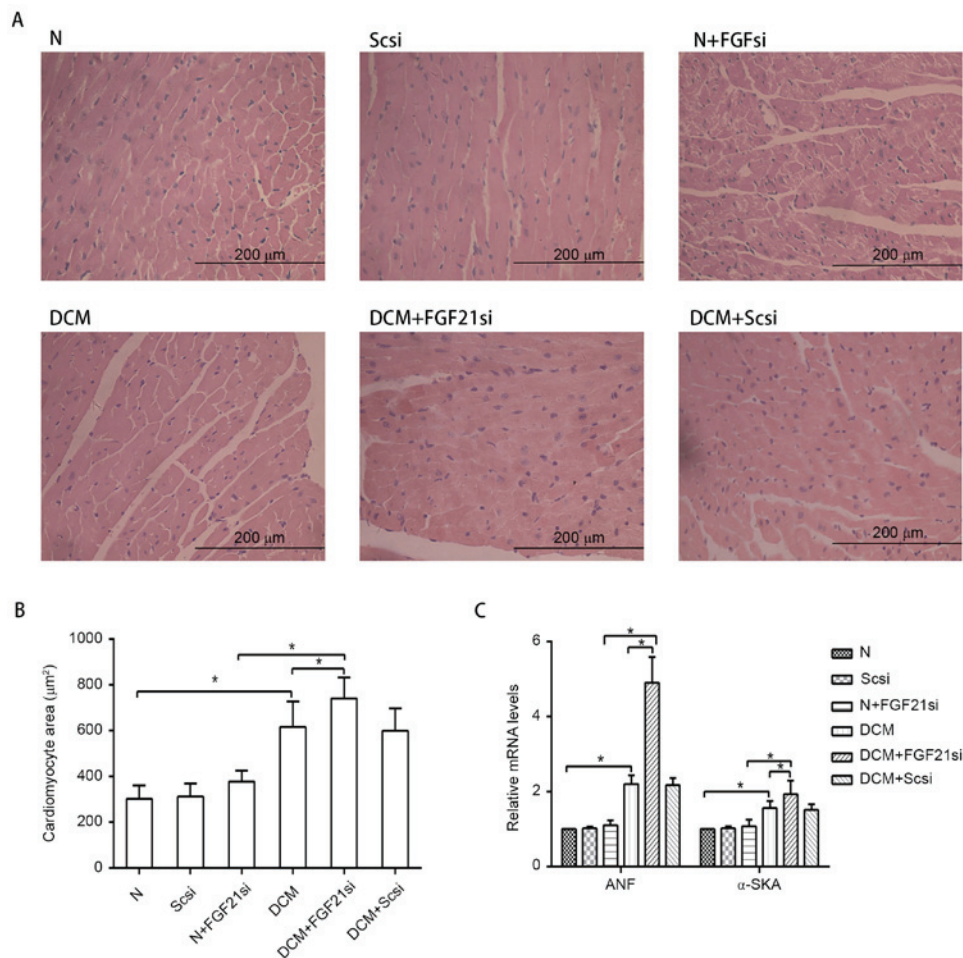 A
N
Scsi
N+FGFsi
200 μm
200 μm
200 μm
DCM
DCM+FGF21si
DCM+Scsi
200 μm
200 μm
200 μm
B
Cardiomyocyte area (μm²)
1000
800
600
400
200
0
*
*
*
N
Scsi
N+FGF21si
DCM
DCM+FGF21si
DCM+Scsi
C
Relative mRNA levels
6
4
2
0
*
*
*
*
*
*
ANF
α-SKA
N
Scsi
N+FGF21si
DCM
DCM+FGF21si
DCM+Scsi